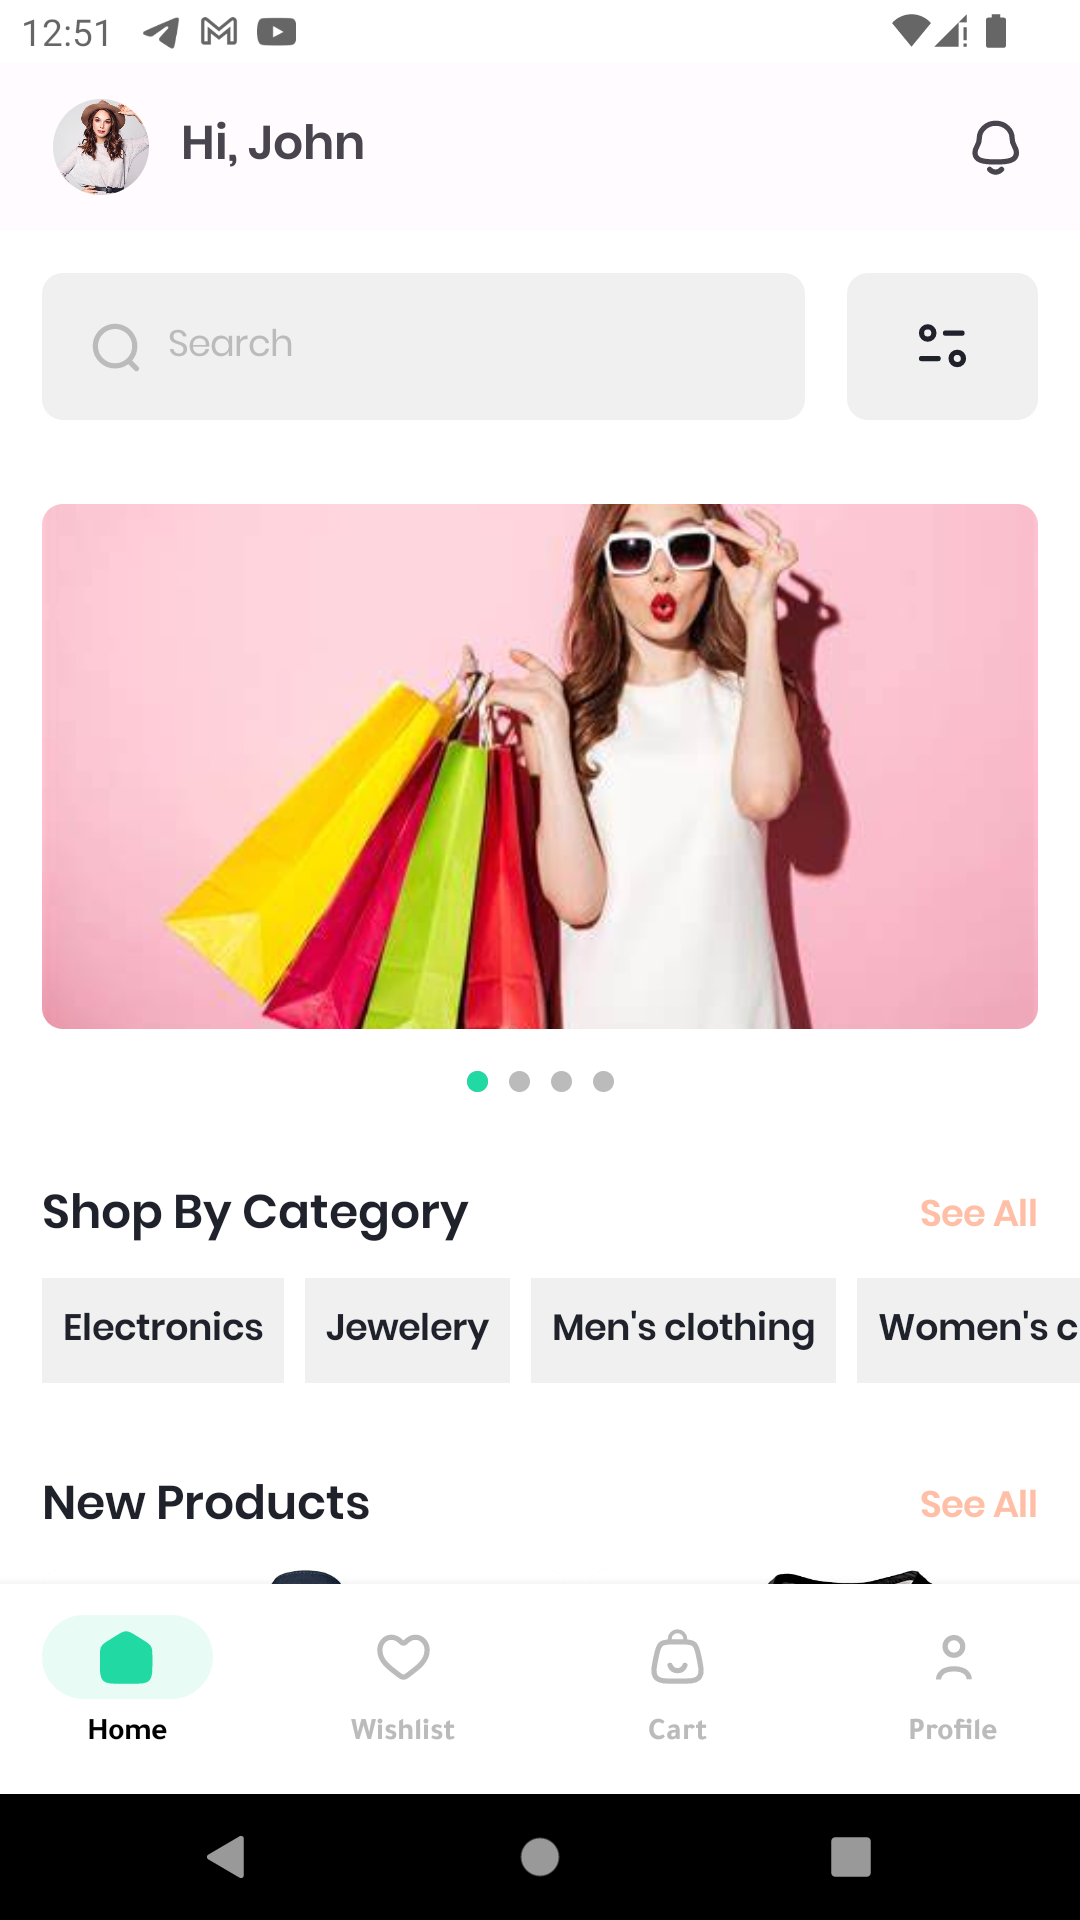 12:51
Hi, John
Search
Shop By Category
See All
Electronics
Jewelery
Men's clothing
Women's c
New Products
See All
Home
Wishlist
Cart
Profile